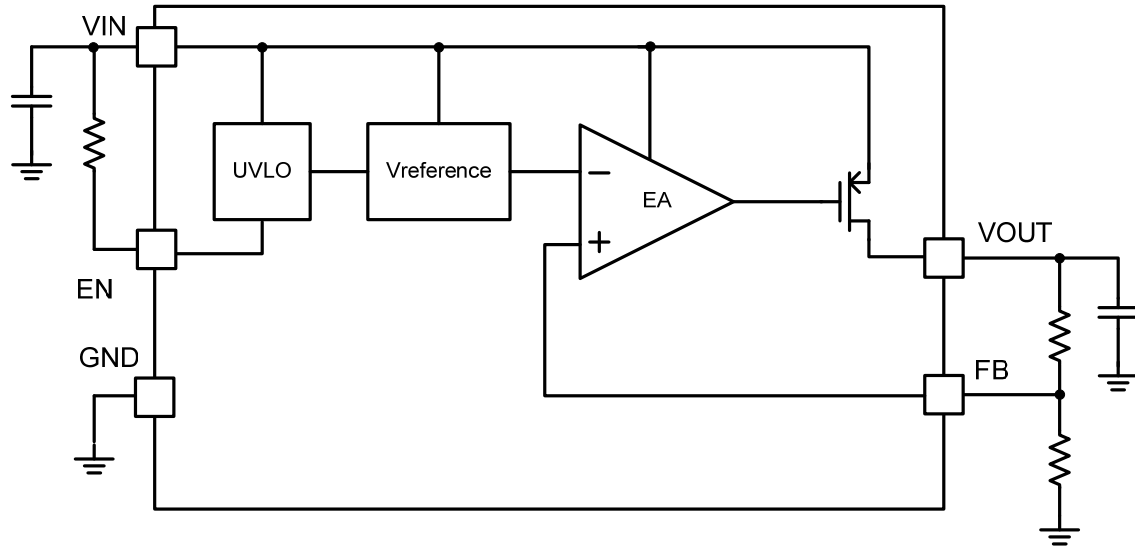 VIN
UVLO
Vreference
−
EA
+
VOUT
EN
GND
FB